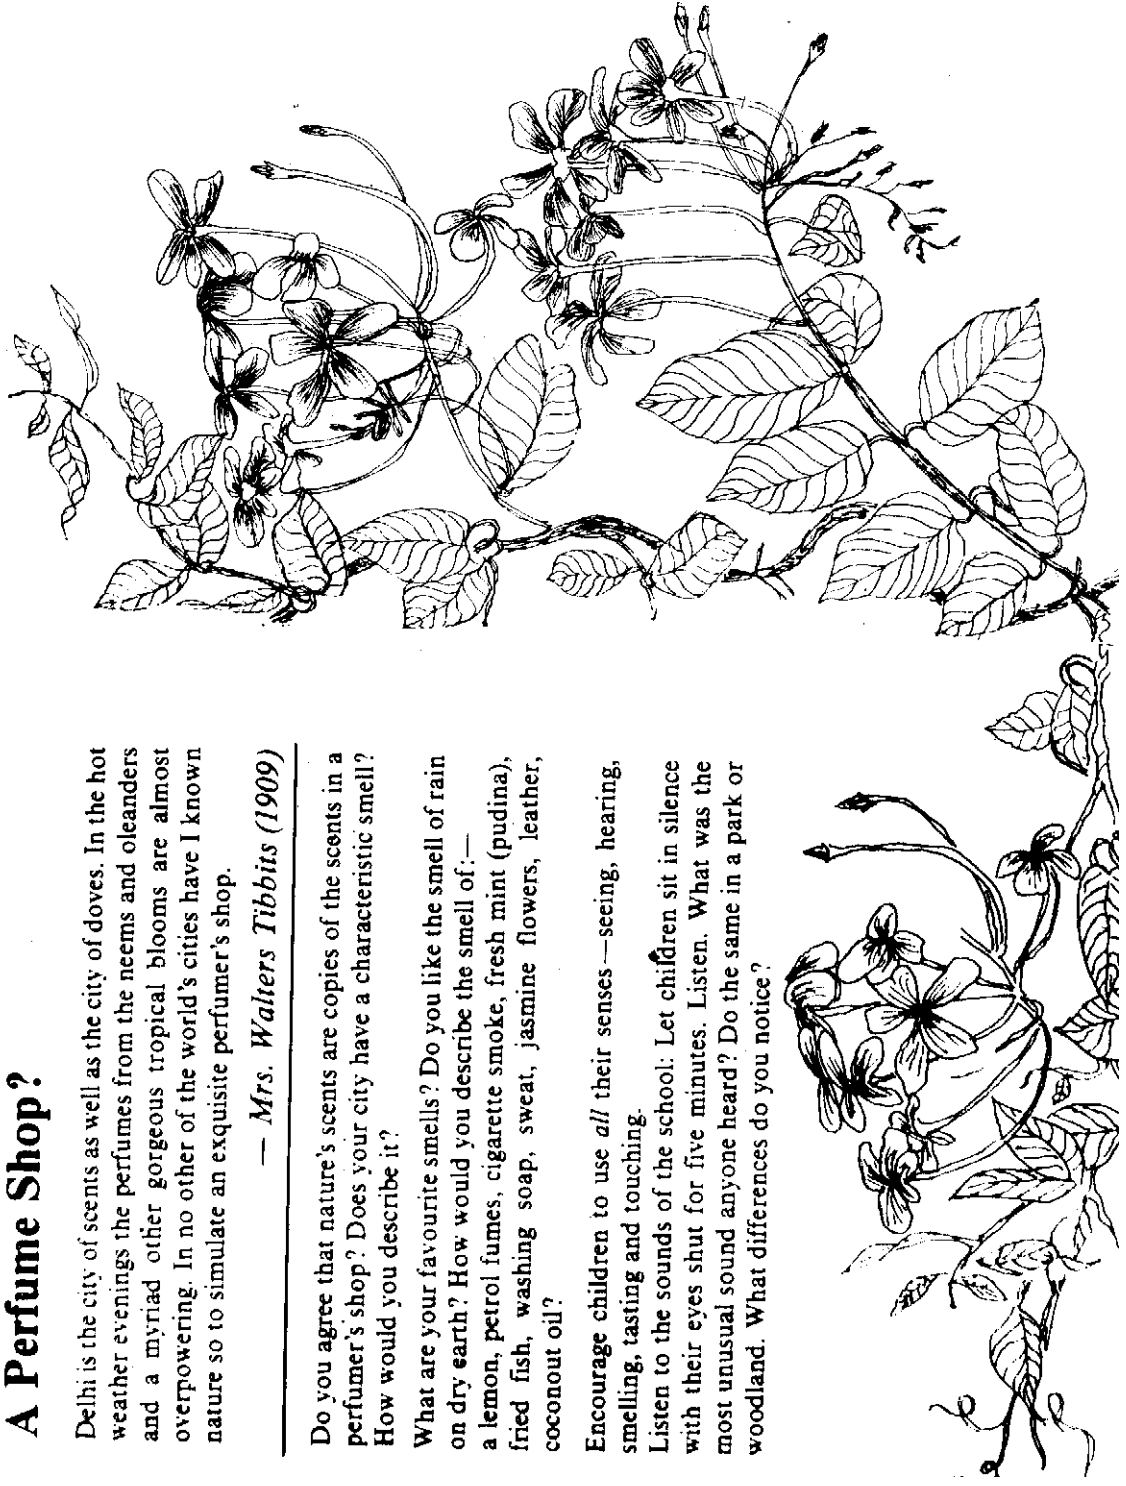 A Perfume Shop?
Delhi is the city of scents as well as the city of doves. In the hot
weather evenings the perfumes from the neems and oleanders
and a myriad other gorgeous tropical blooms are almost
overpowering. In no other of the world's cities have I known
nature so to simulate an exquisite perfumer's shop.
— Mrs. Walters Tibbits (1909)
Do you agree that nature's scents are copies of the scents in a
perfumer's shop? Does your city have a characteristic smell?
How would you describe it?
What are your favourite smells? Do you like the smell of rain
on dry earth? How would you describe the smell of:—
a lemon, petrol fumes, cigarette smoke, fresh mint (pudina),
fried fish, washing soap, sweat, jasmine flowers, leather,
coconout oil?
Encourage children to use all their senses—seeing, hearing,
smelling, tasting and touching.
Listen to the sounds of the school: Let children sit in silence
with their eyes shut for five minutes. Listen. What was the
most unusual sound anyone heard? Do the same in a park or
woodland. What differences do you notice?